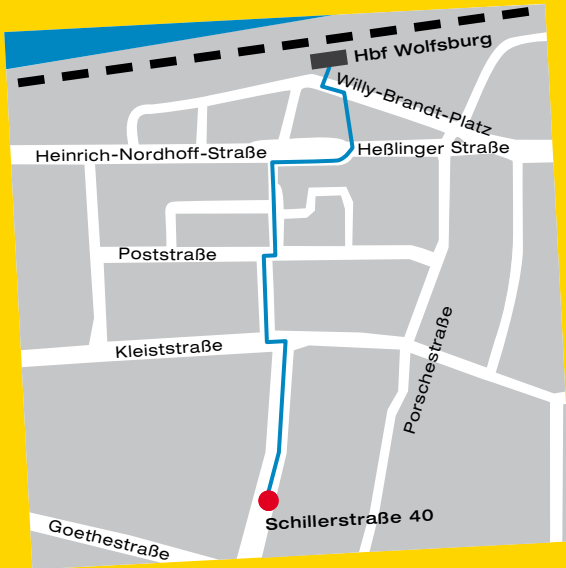 Hbf Wolfsburg
Willy-Brandt-Platz
Heinrich-Nordhoff-Straße
Heßlinger Straße
Poststraße
Kleiststraße
Porschestraße
Schillerstraße 40
Goethestraße